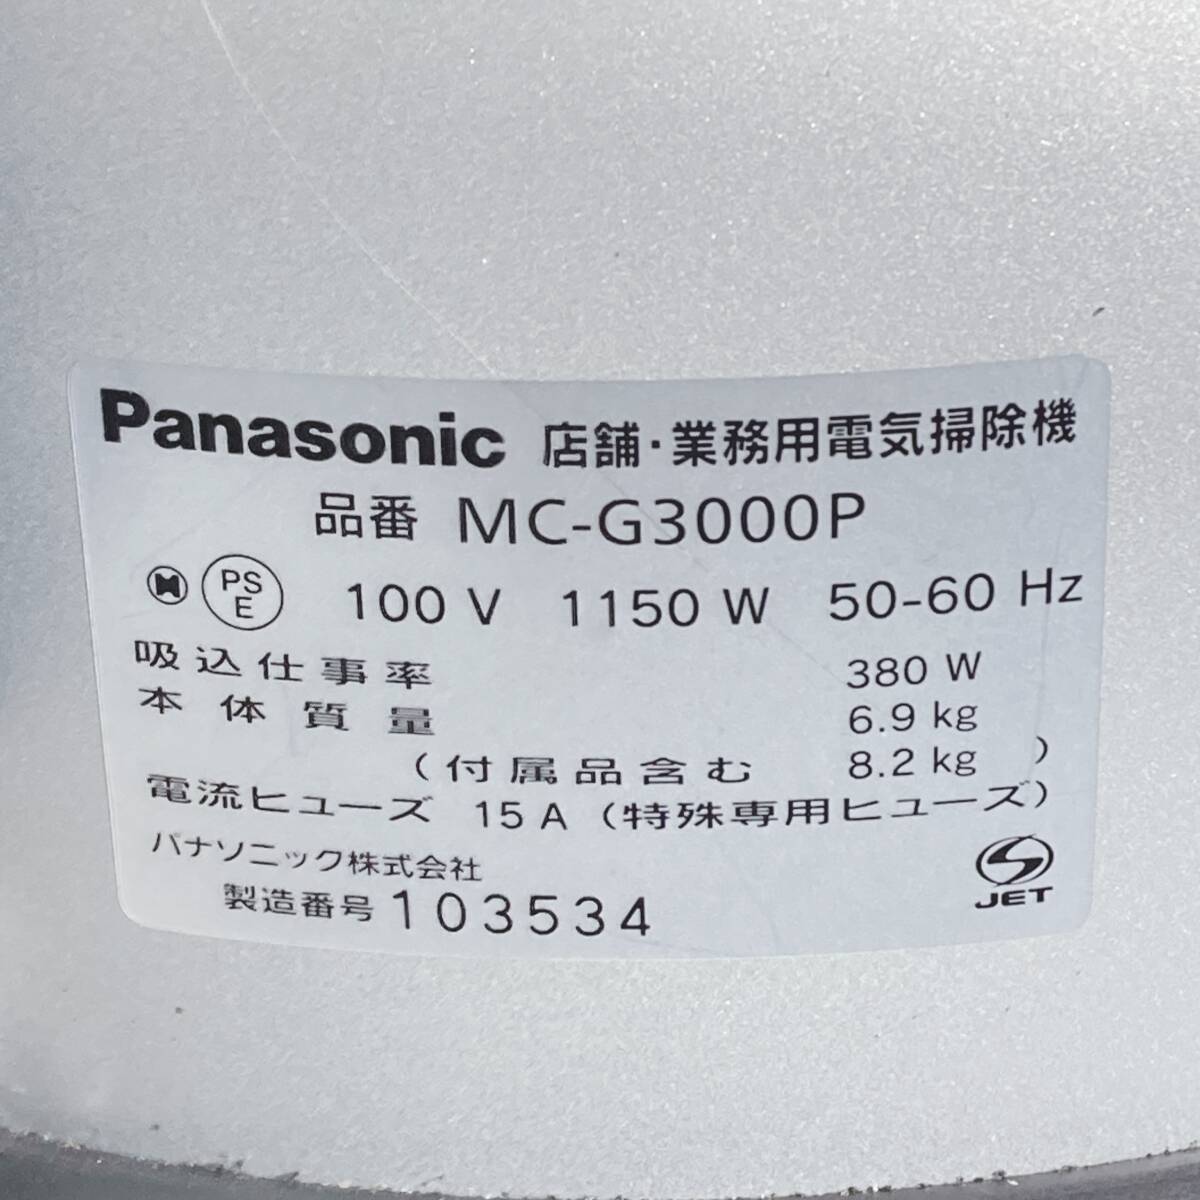 Panasonic 店舗・業務用電気掃除機
品番 MC-G3000P
PS E 100 V 1150 W 50-60 Hz
吸込仕事率 380 W
本体質量 6.9 kg
(付属品含む 8.2 kg )
電流ヒューズ 15 A (特殊専用ヒューズ)
パナソニック株式会社
製造番号 103534
JET